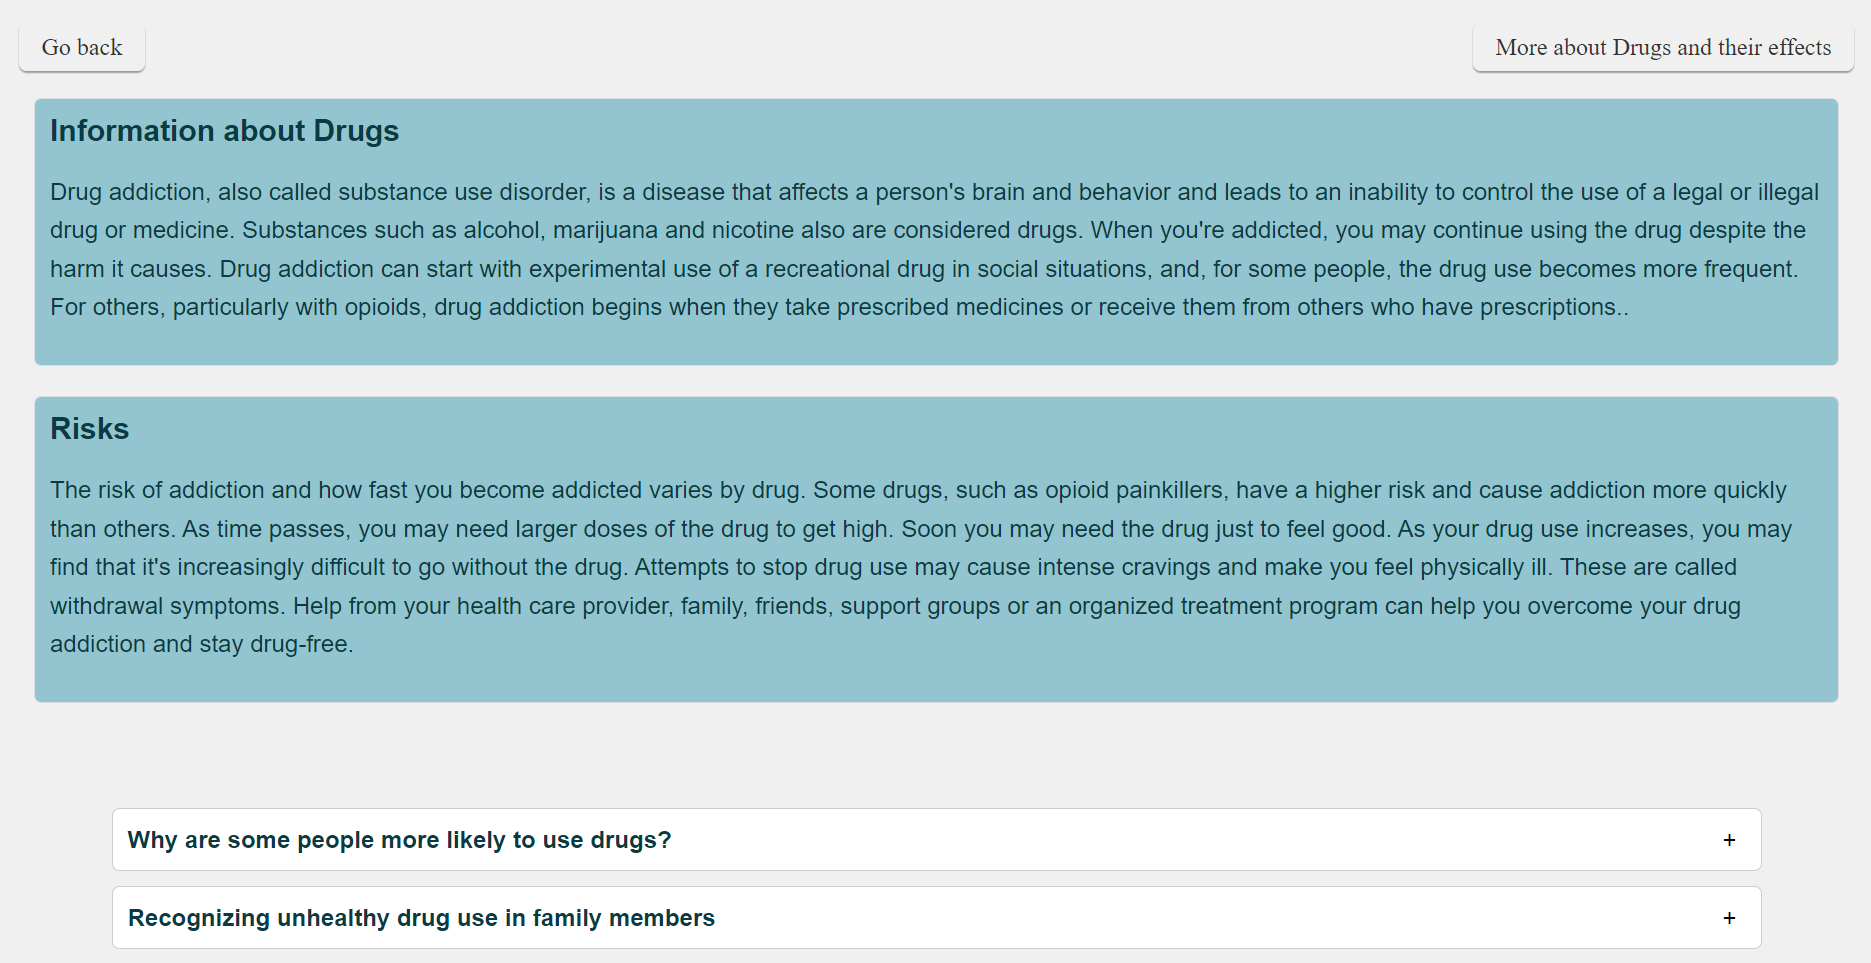 Go back
More about Drugs and their effects
Information about Drugs
Drug addiction, also called substance use disorder, is a disease that affects a person's brain and behavior and leads to an inability to control the use of a legal or illegal
drug or medicine. Substances such as alcohol, marijuana and nicotine also are considered drugs. When you're addicted, you may continue using the drug despite the
harm it causes. Drug addiction can start with experimental use of a recreational drug in social situations, and, for some people, the drug use becomes more frequent.
For others, particularly with opioids, drug addiction begins when they take prescribed medicines or receive them from others who have prescriptions..
Risks
The risk of addiction and how fast you become addicted varies by drug. Some drugs, such as opioid painkillers, have a higher risk and cause addiction more quickly
than others. As time passes, you may need larger doses of the drug to get high. Soon you may need the drug just to feel good. As your drug use increases, you may
find that it's increasingly difficult to go without the drug. Attempts to stop drug use may cause intense cravings and make you feel physically ill. These are called
withdrawal symptoms. Help from your health care provider, family, friends, support groups or an organized treatment program can help you overcome your drug
addiction and stay drug-free.
Why are some people more likely to use drugs? +
Recognizing unhealthy drug use in family members +